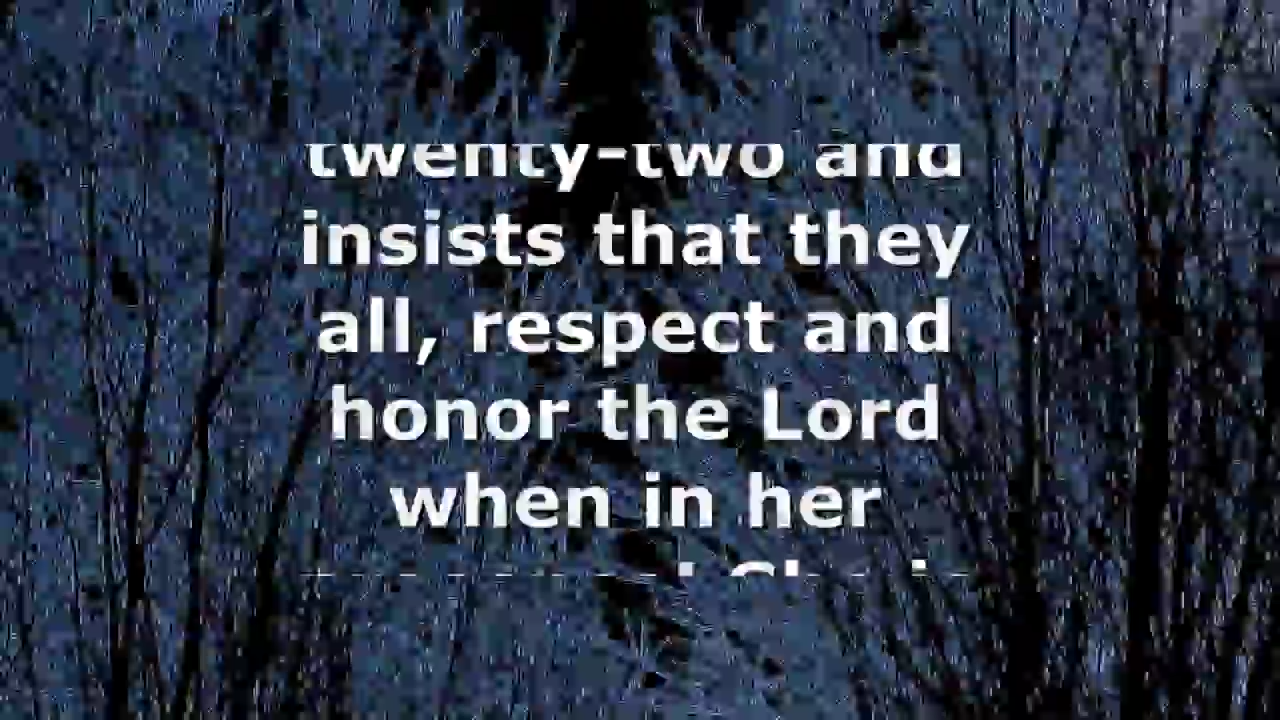 twenty-two and
insists that they
all, respect and
honor the Lord
when in her